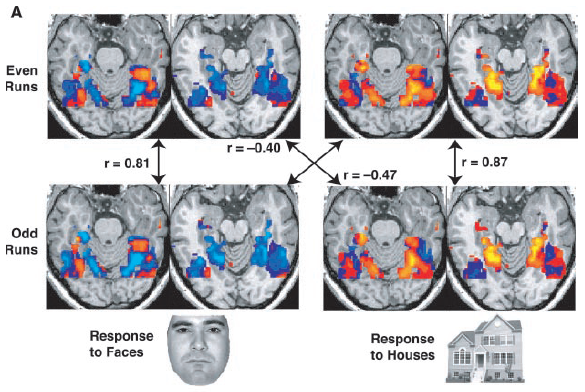 A
Even
Runs
r = 0.81
r = –0.40
r = –0.47
r = 0.87
Odd
Runs
Response
to Faces
Response
to Houses